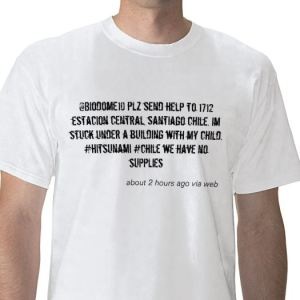 @BIODOME10 PLZ SEND HELP TO 1712
ESTACION CENTRAL, SANTIAGO CHILE. IM
STUCK UNDER A BUILDING WITH MY CHILD.
#HITSUNAMI #CHILE WE HAVE NO
SUPPLIES
about 2 hours ago via web